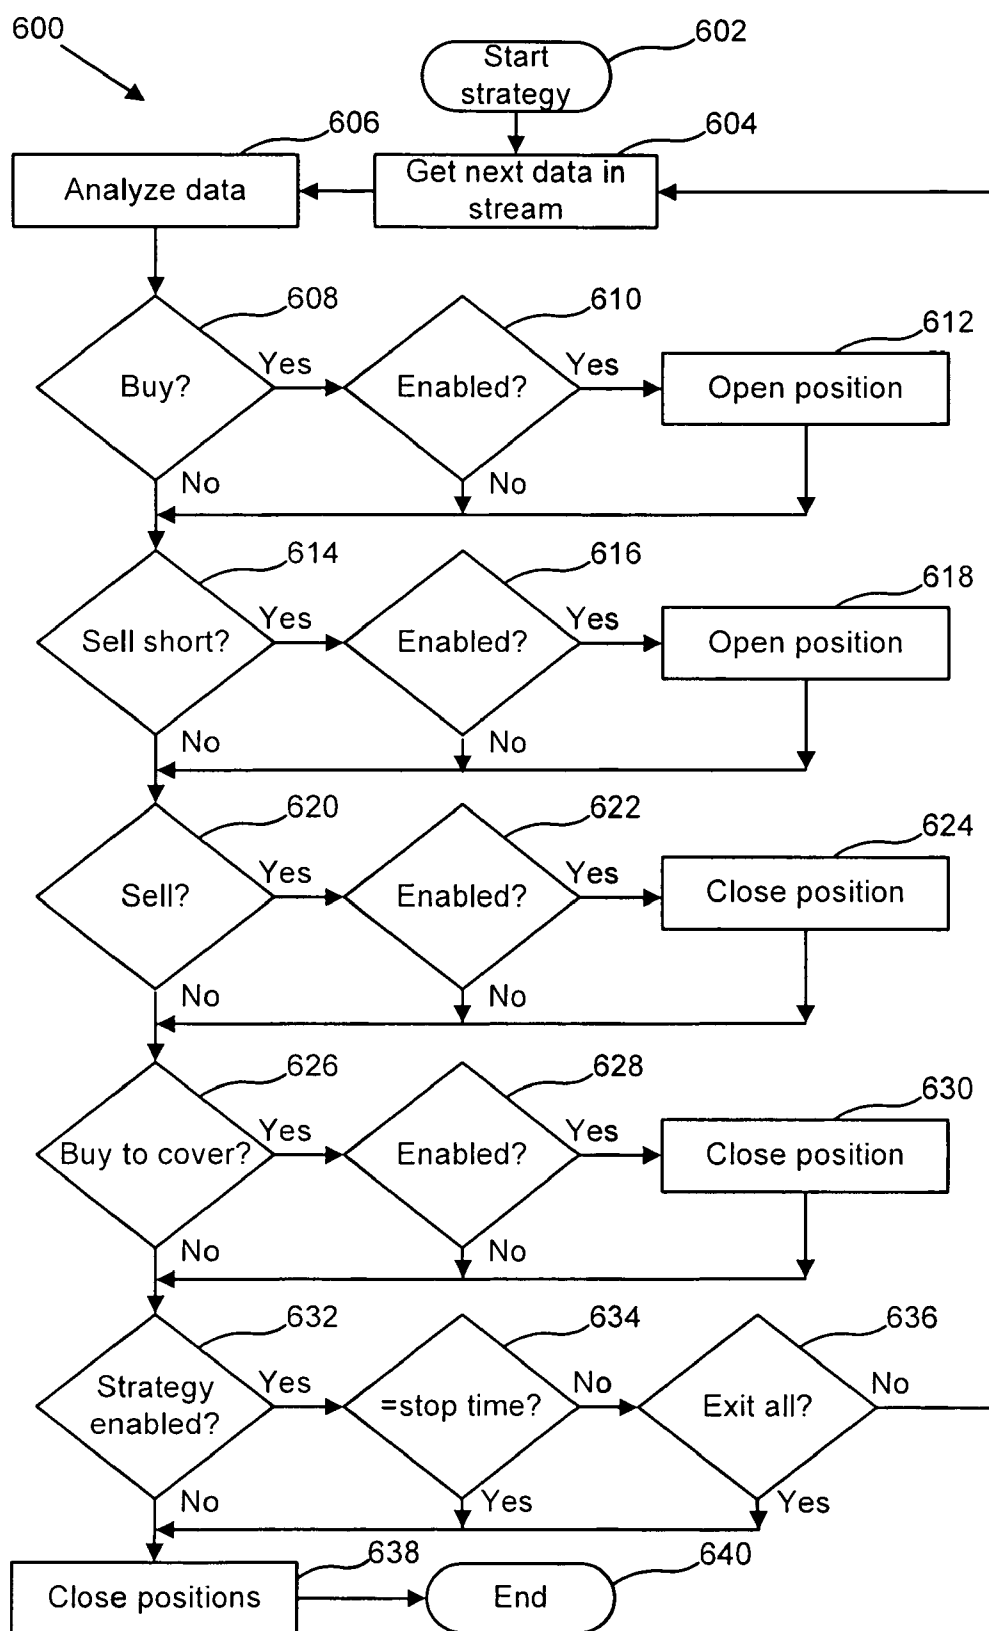 600
602
Start
strategy
606
604
Analyze data
Get next data in
stream
608
610
612
Buy?
Yes
Enabled?
Yes
Open position
No
No
614
616
618
Sell short?
Yes
Enabled?
Yes
Open position
No
No
620
622
624
Sell?
Yes
Enabled?
Yes
Close position
No
No
626
628
630
Buy to cover?
Yes
Enabled?
Yes
Close position
No
No
632
634
636
Strategy
enabled?
Yes
=stop time?
No
Exit all?
No
No
Yes
Yes
638
640
Close positions
End